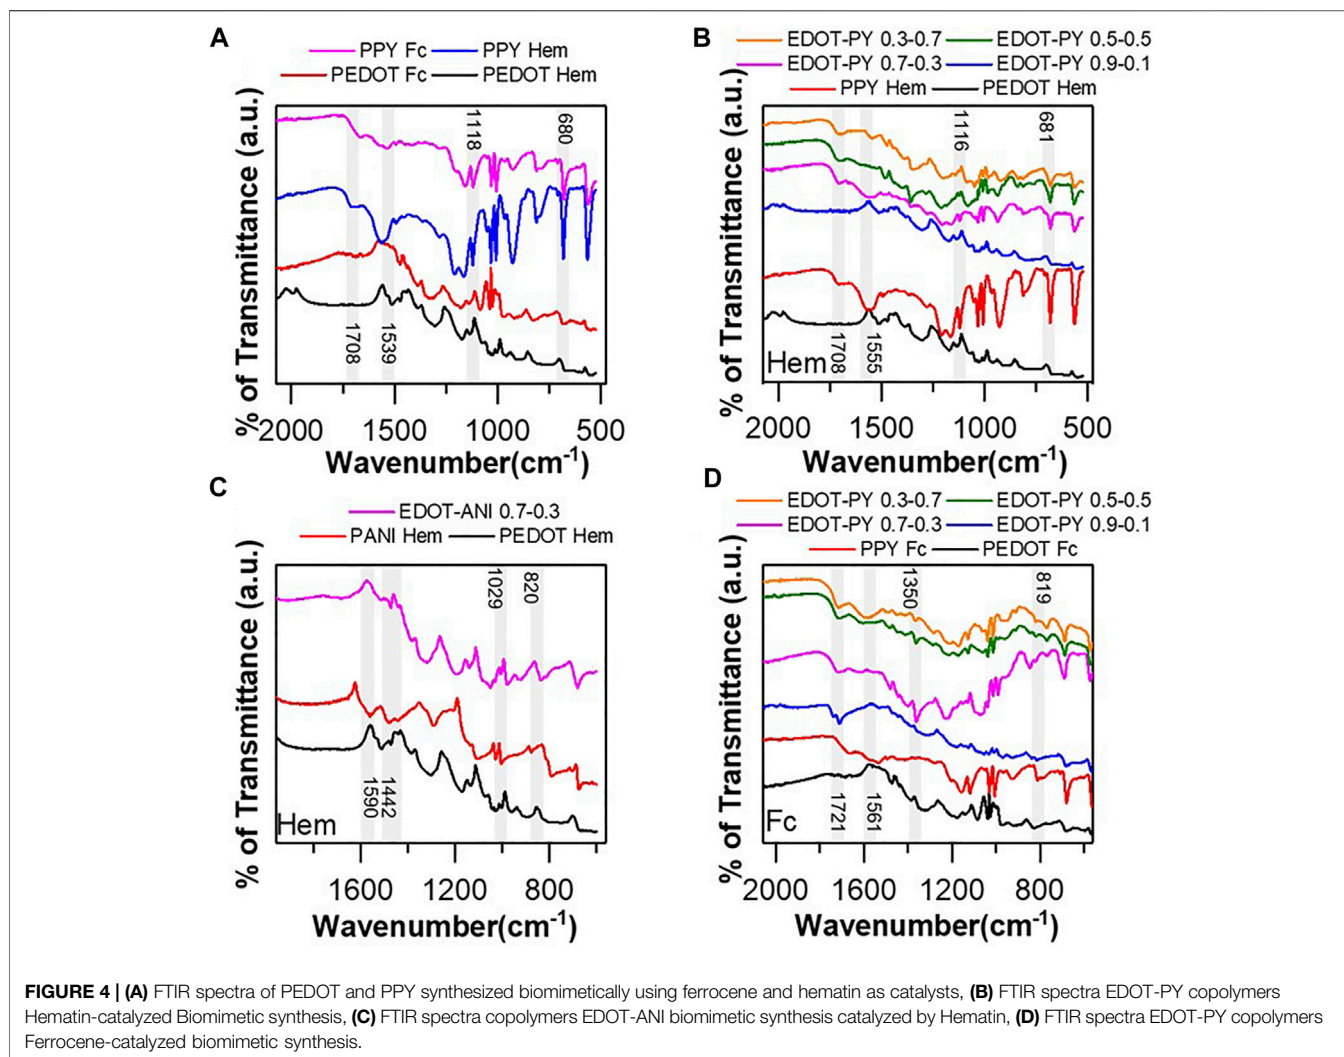 A
PPY Fc PPY Hem
PEDOT Fc PEDOT Hem
% of Transmittance (a.u.)
1118
680
1708
1539
2000 1500 1000 500
Wavenumber(cm-1)
B
EDOT-PY 0.3-0.7 EDOT-PY 0.5-0.5
EDOT-PY 0.7-0.3 EDOT-PY 0.9-0.1
PPY Hem PEDOT Hem
% of Transmittance (a.u.)
1116
681
Hem
1708
1555
2000 1500 1000 500
Wavenumber(cm-1)
C
EDOT-ANI 0.7-0.3
PANI Hem PEDOT Hem
% of Transmittance (a.u.)
1029
820
1590
1442
Hem
1600 1200 800
Wavenumber(cm-1)
D
EDOT-PY 0.3-0.7 EDOT-PY 0.5-0.5
EDOT-PY 0.7-0.3 EDOT-PY 0.9-0.1
PPY Fc PEDOT Fc
% of Transmittance (a.u.)
1350
819
Fc
1721
1561
2000 1600 1200 800
Wavenumber(cm-1)
FIGURE 4 | (A) FTIR spectra of PEDOT and PPY synthesized biomimetically using ferrocene and hematin as catalysts, (B) FTIR spectra EDOT-PY copolymers
Hematin-catalyzed Biomimetic synthesis, (C) FTIR spectra copolymers EDOT-ANI biomimetic synthesis catalyzed by Hematin, (D) FTIR spectra EDOT-PY copolymers
Ferrocene-catalyzed biomimetic synthesis.